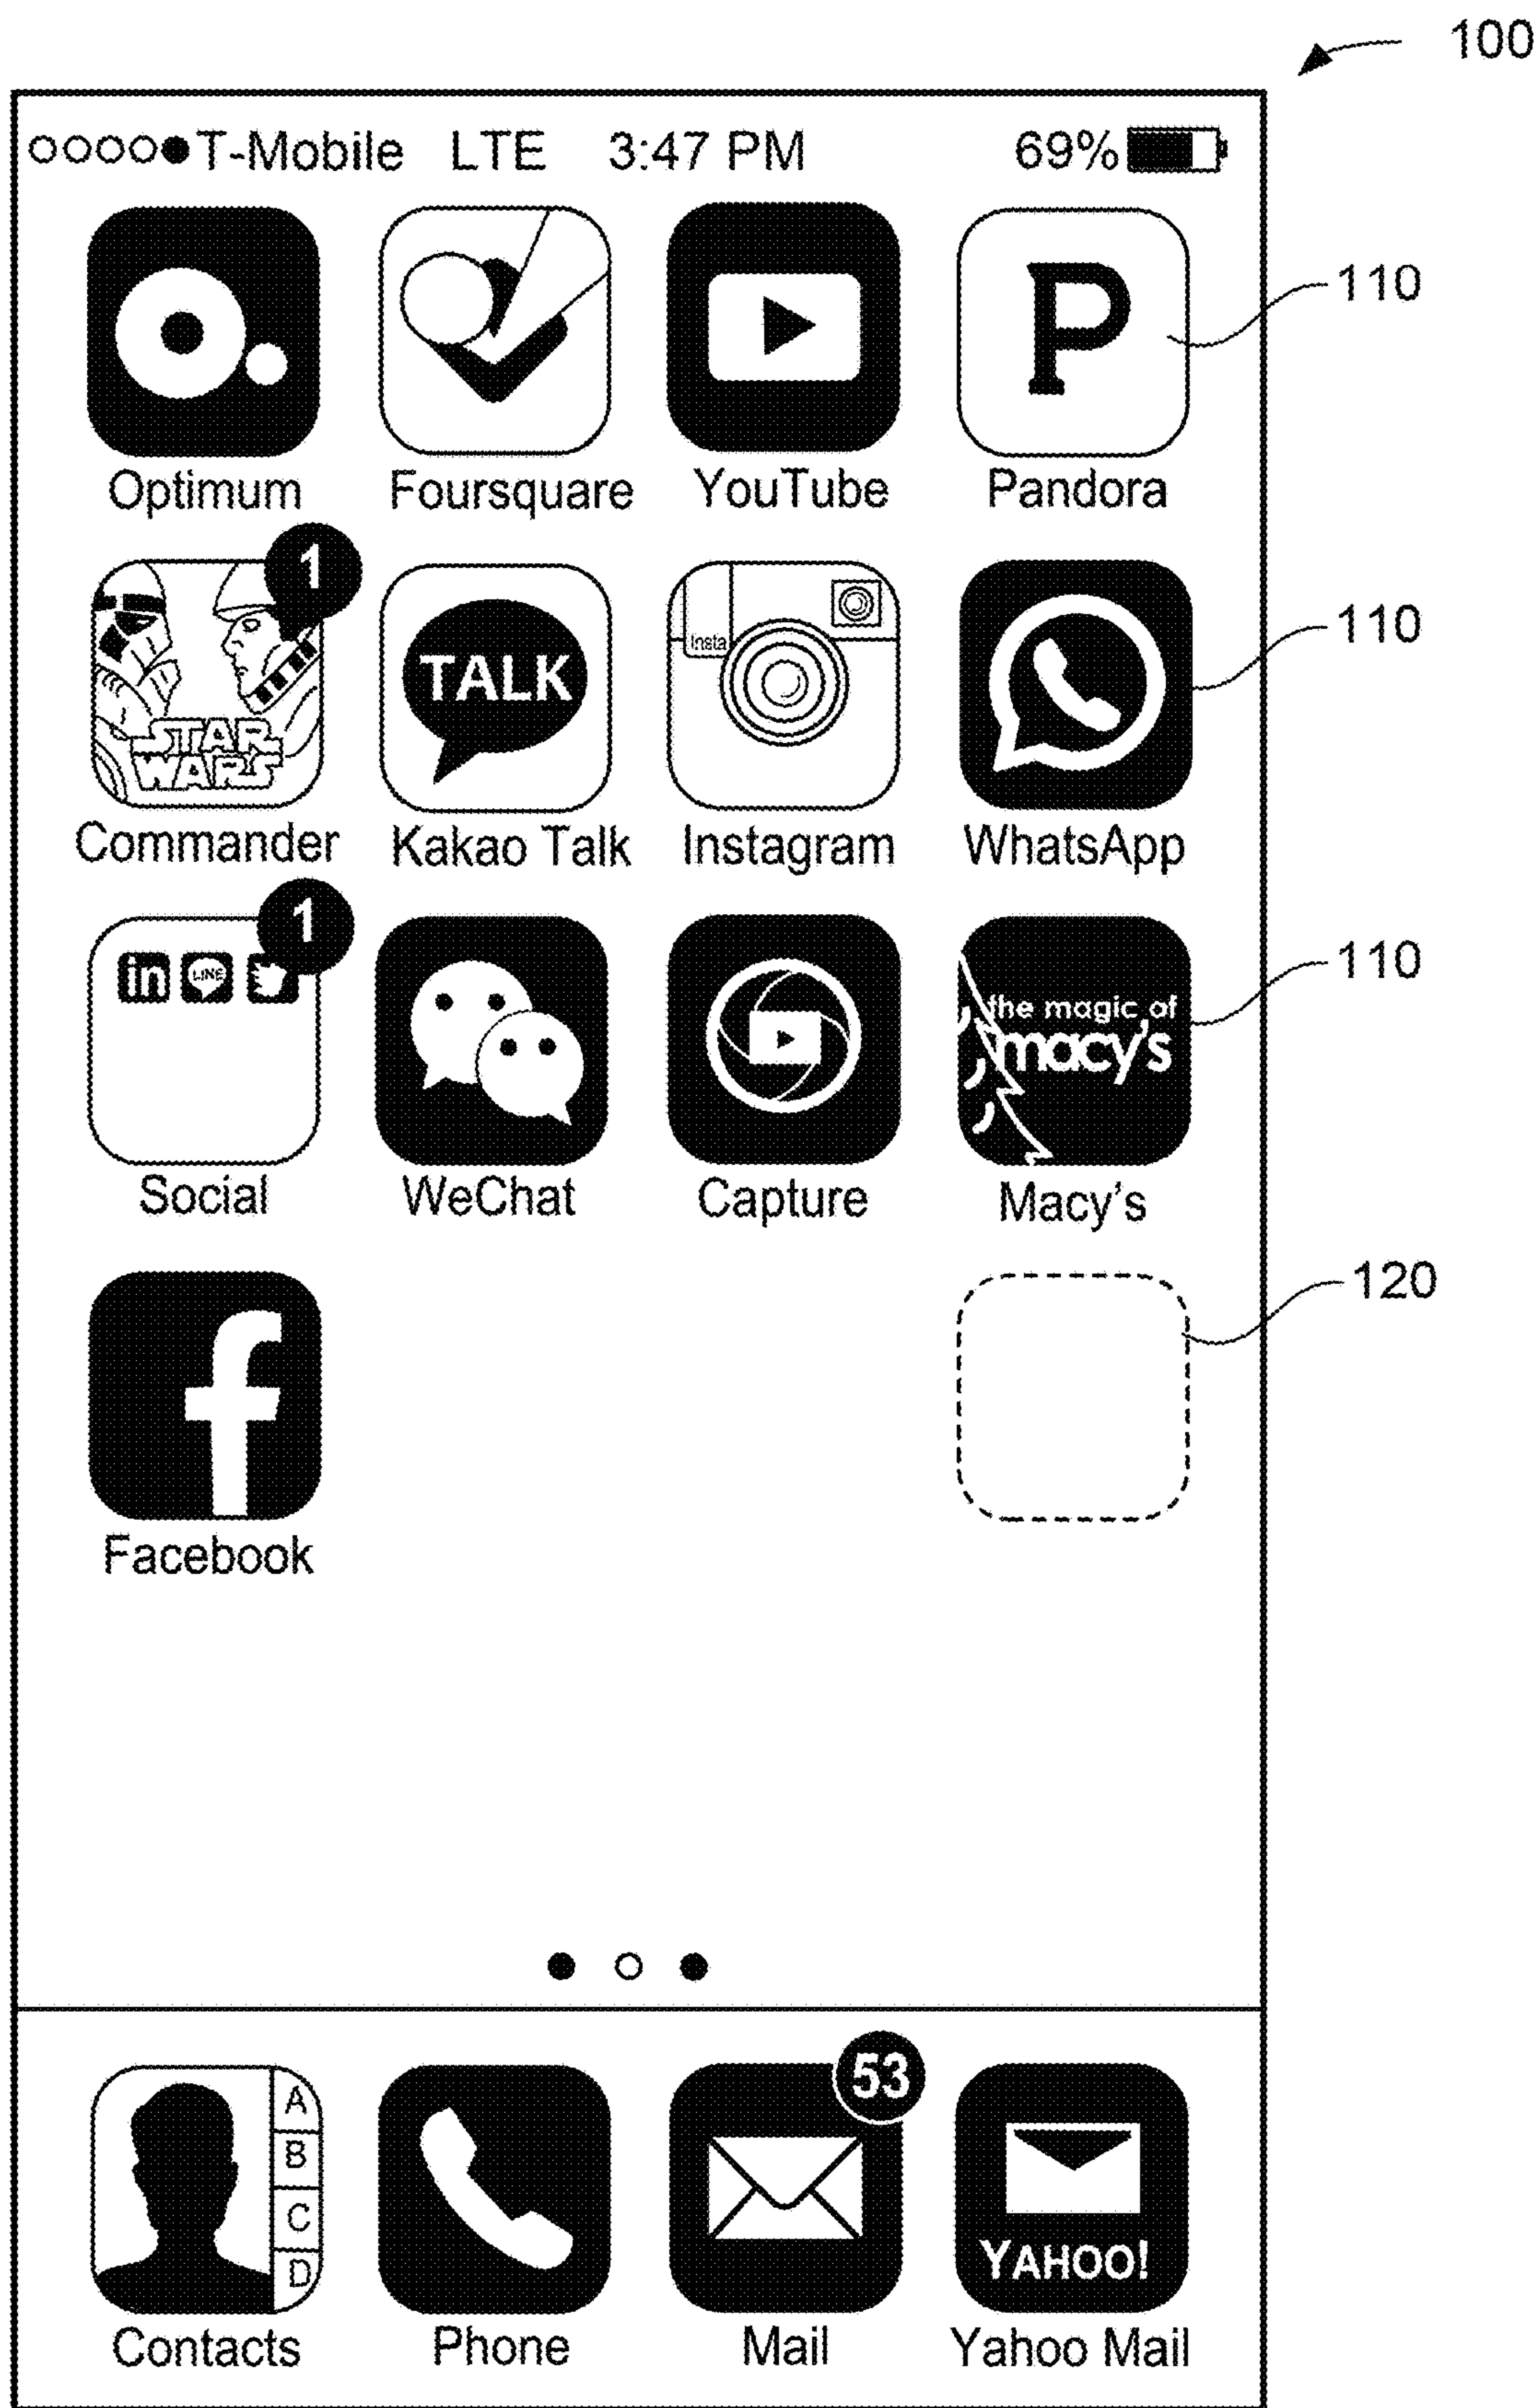 100
T-Mobile LTE 3:47 PM 69%
110
Optimum Foursquare YouTube Pandora
1
Insta
TALK
110
STAR
WARS
Commander Kakao Talk Instagram WhatsApp
1
in LINE
110
the magic of
macy's
Social WeChat Capture Macy's
120
Facebook
53
A
B
C
D
YAHOO!
Contacts Phone Mail Yahoo Mail